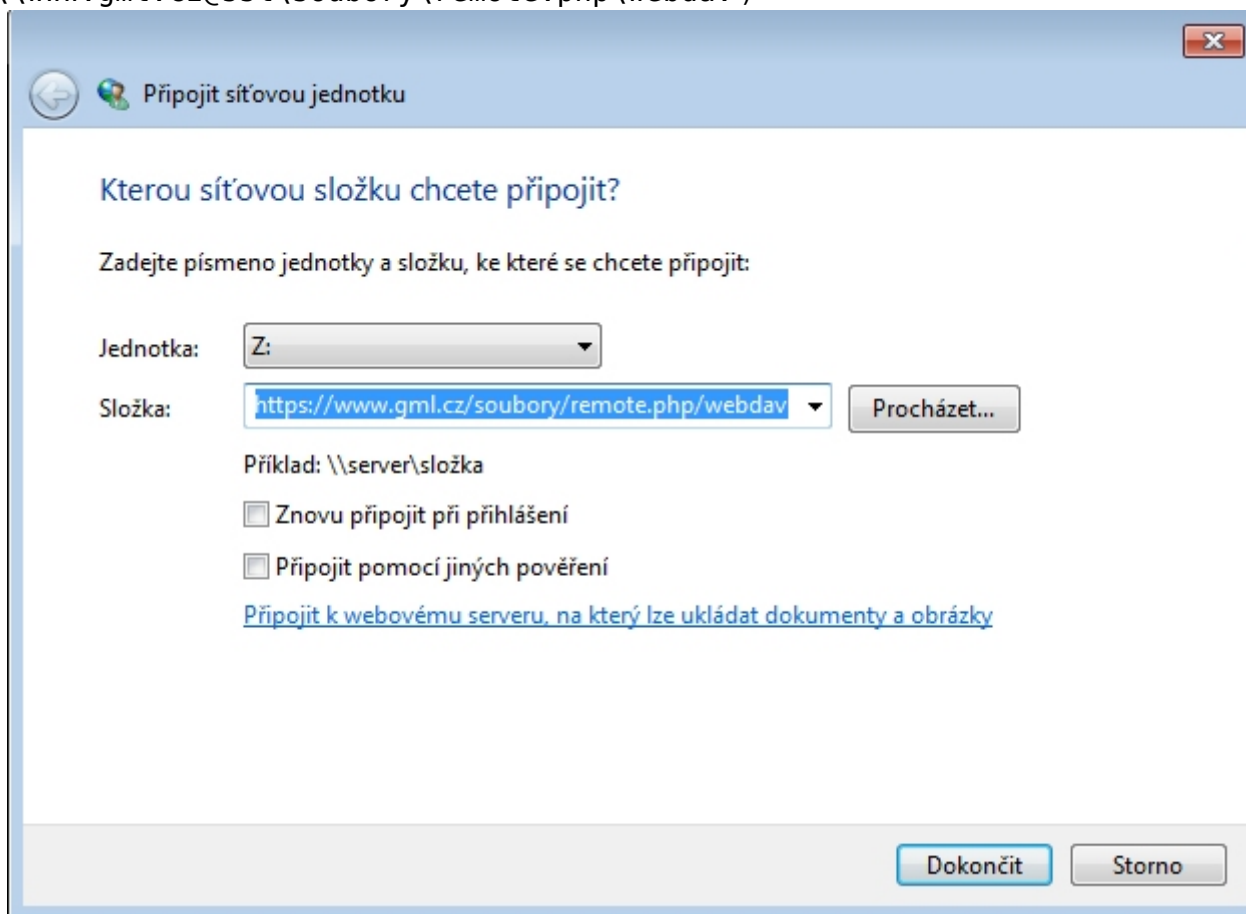 Připojit síťovou jednotku
Kterou síťovou složku chcete připojit?
Zadejte písmeno jednotky a složku, ke které se chcete připojit:
Jednotka: Z:
Složka: https://www.gml.cz/soubory/remote.php/webdav Procházet...
Příklad: \\server\složka
Znovu připojit při přihlášení
Připojit pomocí jiných pověření
Připojit k webovému serveru, na který lze ukládat dokumenty a obrázky
Dokončit Storno